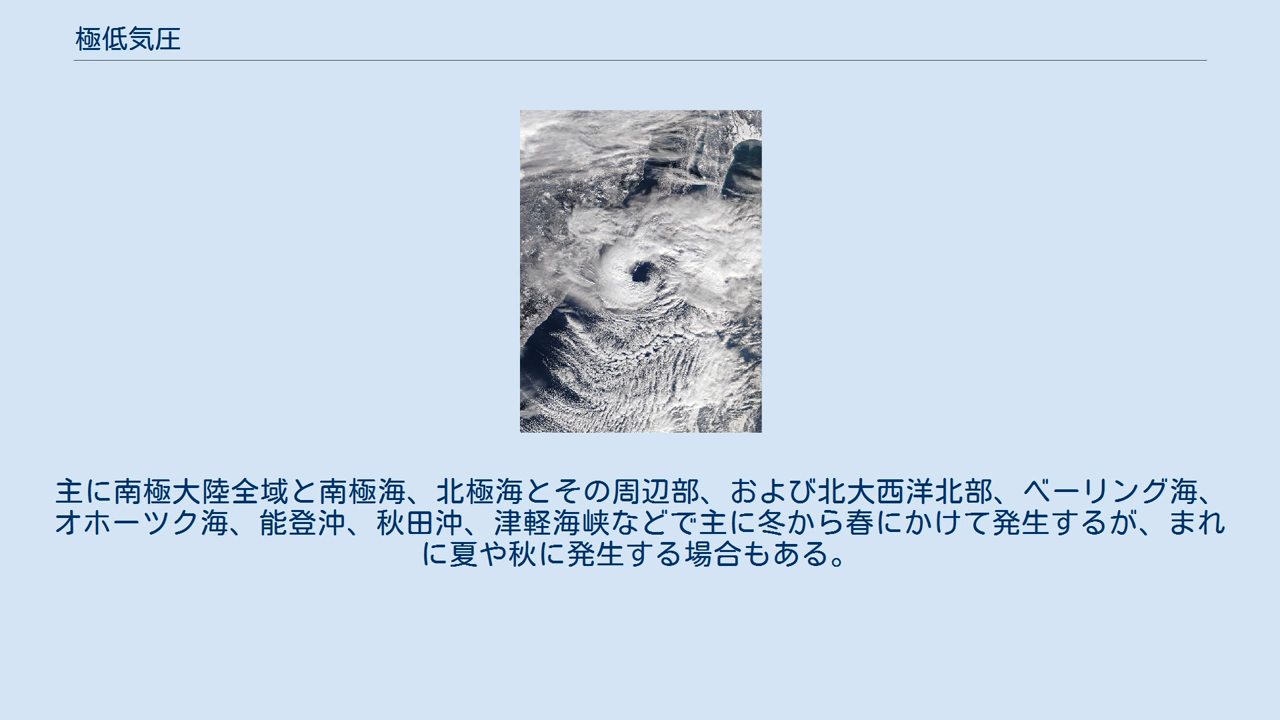 極低気圧
主に南極大陸全域と南極海、北極海とその周辺部、および北大西洋北部、ベーリング海、
オホーツク海、能登沖、秋田沖、津軽海峡などで主に冬から春にかけて発生するが、まれ
に夏や秋に発生する場合もある。